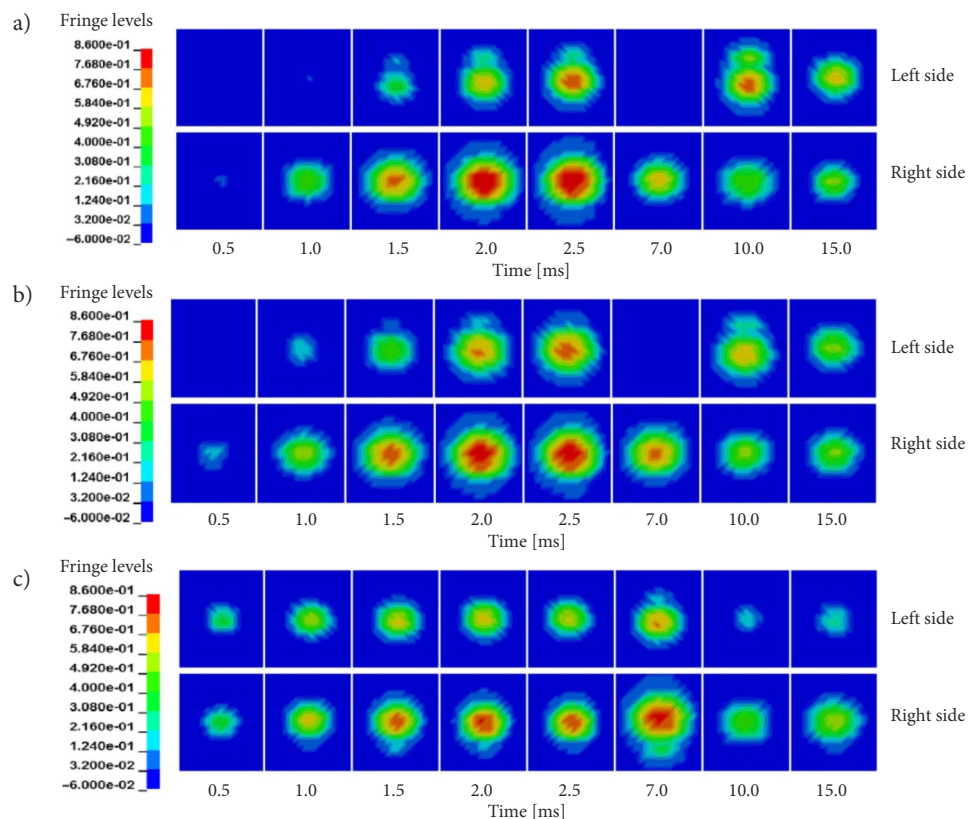 a)
Fringe levels
8.600e-01
7.680e-01
6.760e-01
5.840e-01
4.920e-01
4.000e-01
3.080e-01
2.160e-01
1.240e-01
3.200e-02
−6.000e-02
Left side
Right side
0.5 1.0 1.5 2.0 2.5 7.0 10.0 15.0
Time [ms]
b)
Fringe levels
8.600e-01
7.680e-01
6.760e-01
5.840e-01
4.920e-01
4.000e-01
3.080e-01
2.160e-01
1.240e-01
3.200e-02
−6.000e-02
Left side
Right side
0.5 1.0 1.5 2.0 2.5 7.0 10.0 15.0
Time [ms]
c)
Fringe levels
8.600e-01
7.680e-01
6.760e-01
5.840e-01
4.920e-01
4.000e-01
3.080e-01
2.160e-01
1.240e-01
3.200e-02
−6.000e-02
Left side
Right side
0.5 1.0 1.5 2.0 2.5 7.0 10.0 15.0
Time [ms]